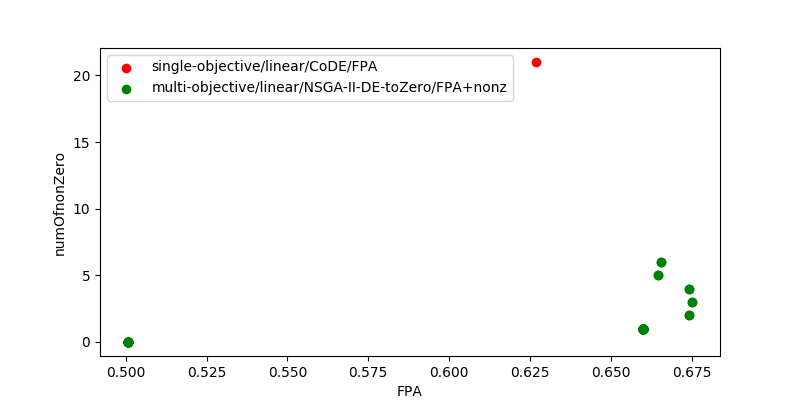 single-objective/linear/CoDE/FPA
multi-objective/linear/NSGA-II-DE-toZero/FPA+nonz
numOfnonZero
20
15
10
5
0
0.500 0.525 0.550 0.575 0.600 0.625 0.650 0.675
FPA